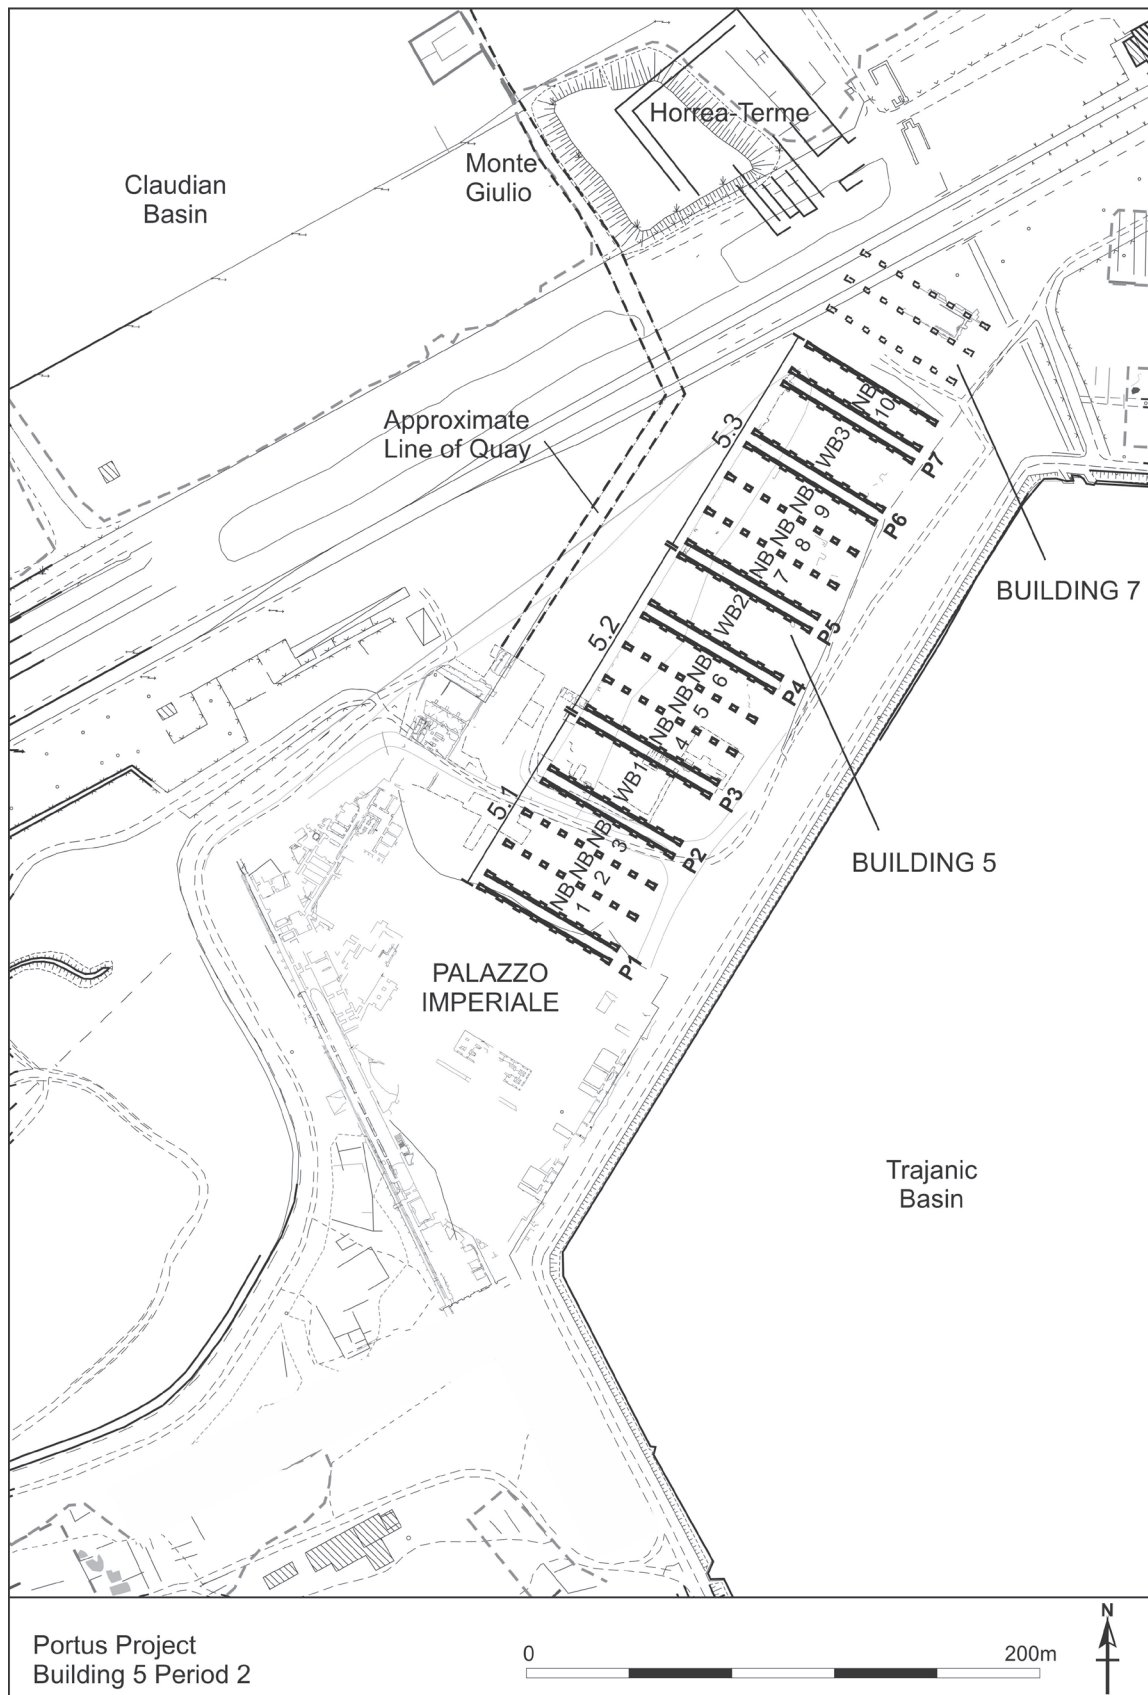 Horrea-Terme
Monte
Giulio
Claudian
Basin
Approximate
Line of Quay
NB
10
5.3
WB3
P7
NB
9
P6
NB
8
NB
7
BUILDING 7
WB2
P5
5.2
NB
6
P4
NB
5
NB
4
WB1
P3
BUILDING 5
5.1
NB
3
P2
NB
2
NB
1
P1
PALAZZO
IMPERIALE
Trajanic
Basin
Portus Project
Building 5 Period 2
0
200m
N